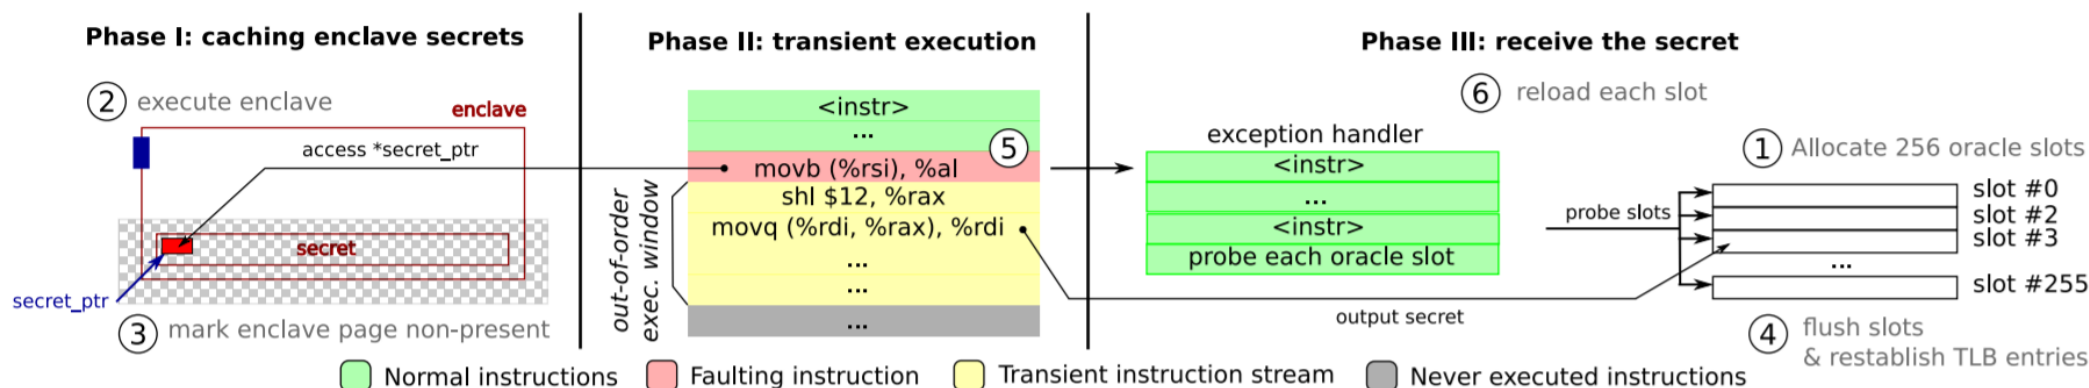 Phase I: caching enclave secrets
② execute enclave
enclave
access *secret_ptr
secret
secret_ptr
③ mark enclave page non-present
Phase II: transient execution
<instr>
...
⑤
movb (%rsi), %al
shl $12, %rax
movq (%rdi, %rax), %rdi
...
...
...
out-of-order
exec. window
Phase III: receive the secret
⑥ reload each slot
exception handler
<instr>
...
<instr>
probe each oracle slot
① Allocate 256 oracle slots
probe slots
slot #0
slot #2
slot #3
...
slot #255
output secret
④ flush slots
& restablish TLB entries
Normal instructions
Faulting instruction
Transient instruction stream
Never executed instructions